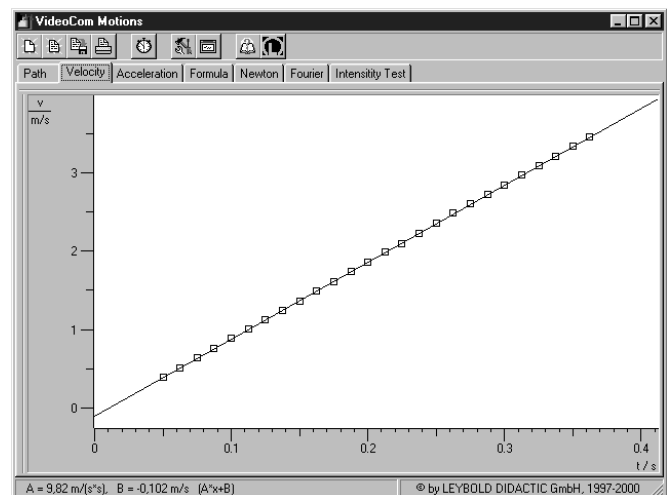 VideoCom Motions
Path Velocity Acceleration Formula Newton Fourier Intensitity Test
v
m/s
3
2
1
0
0 0.1 0.2 0.3 0.4
t / s
A = 9,82 m/(s*s), B = -0,102 m/s (A*x+B) © by LEYBOLD DIDACTIC GmbH, 1997-2000